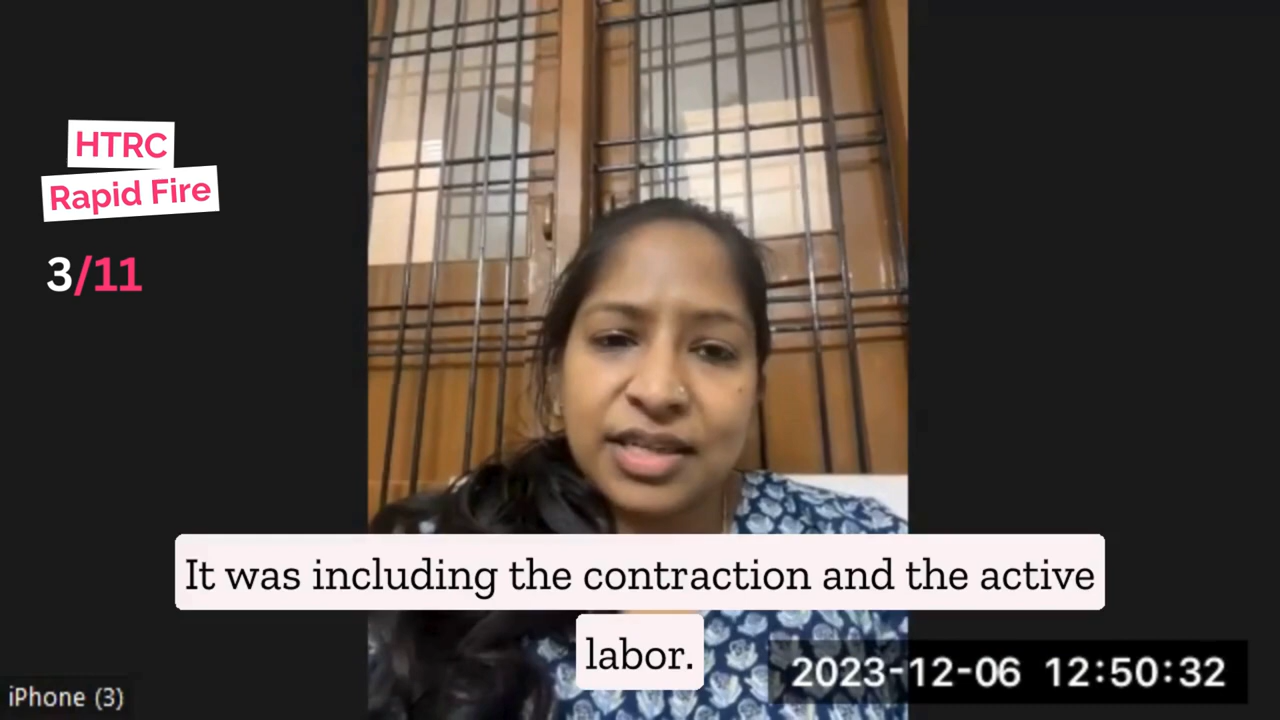 HTRC
Rapid Fire
3/11
It was including the contraction and the active
labor.
2023-12-06 12:50:32
iPhone (3)